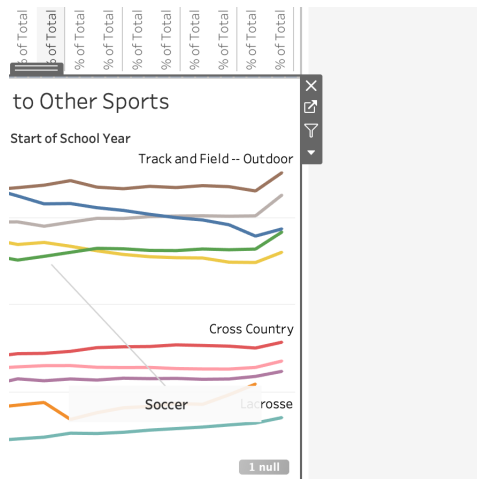 % of Total
% of Total
% of Total
% of Total
% of Total
% of Total
% of Total
% of Total
% of Total
% of Total
to Other Sports
Start of School Year
Track and Field -- Outdoor
Cross Country
Soccer
Lacrosse
1 null